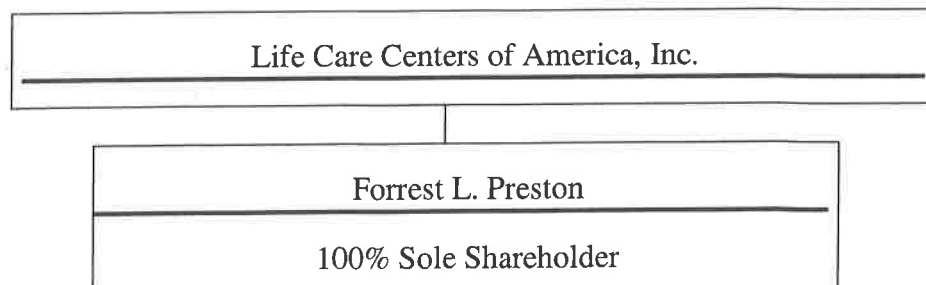 Life Care Centers of America, Inc.
Forrest L. Preston
100% Sole Shareholder